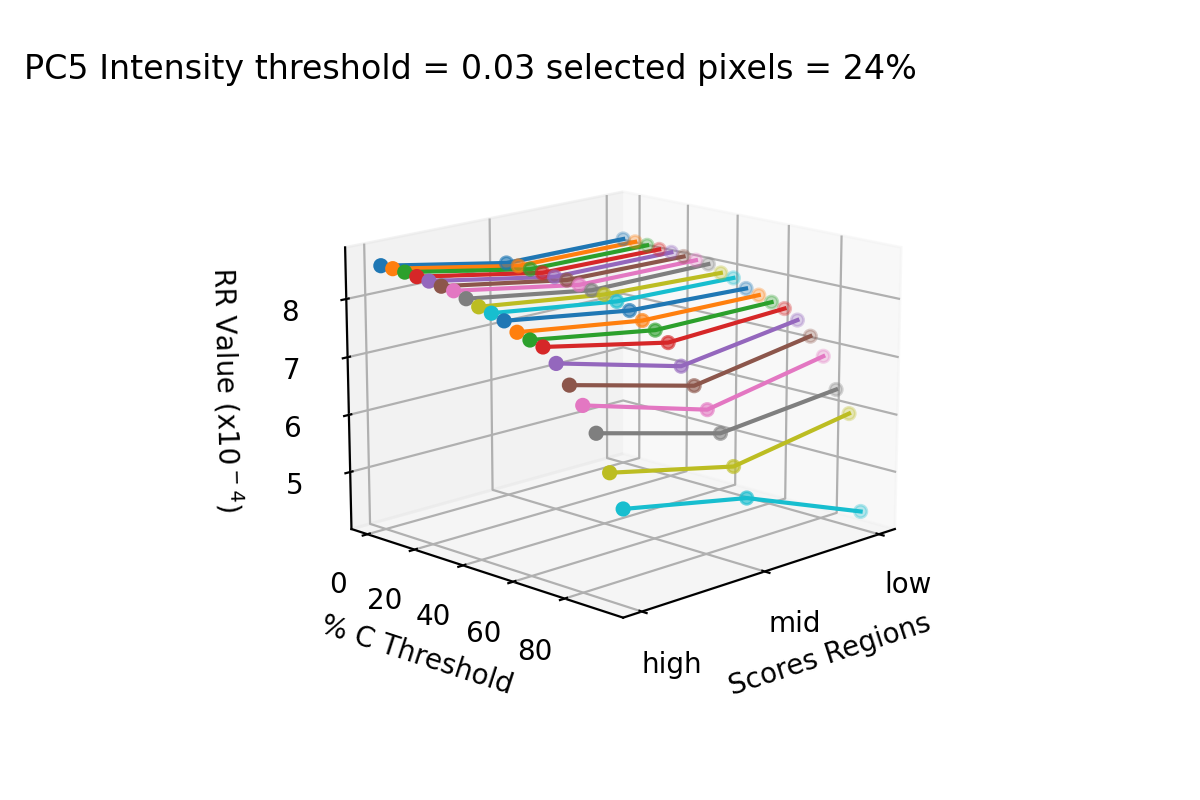 PC5 Intensity threshold = 0.03 selected pixels = 24%
RR Value (x10⁻⁴)
8
7
6
5
0
20
40
60
80
% C Threshold
high
mid
low
Scores Regions